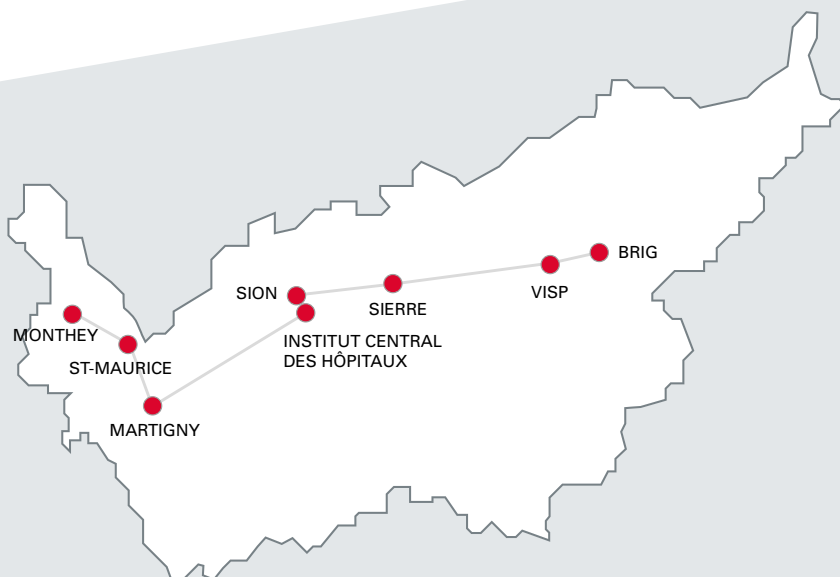 BRIG
SION
VISP
SIERRE
MONTHEY
INSTITUT CENTRAL
DES HÔPITAUX
ST-MAURICE
MARTIGNY